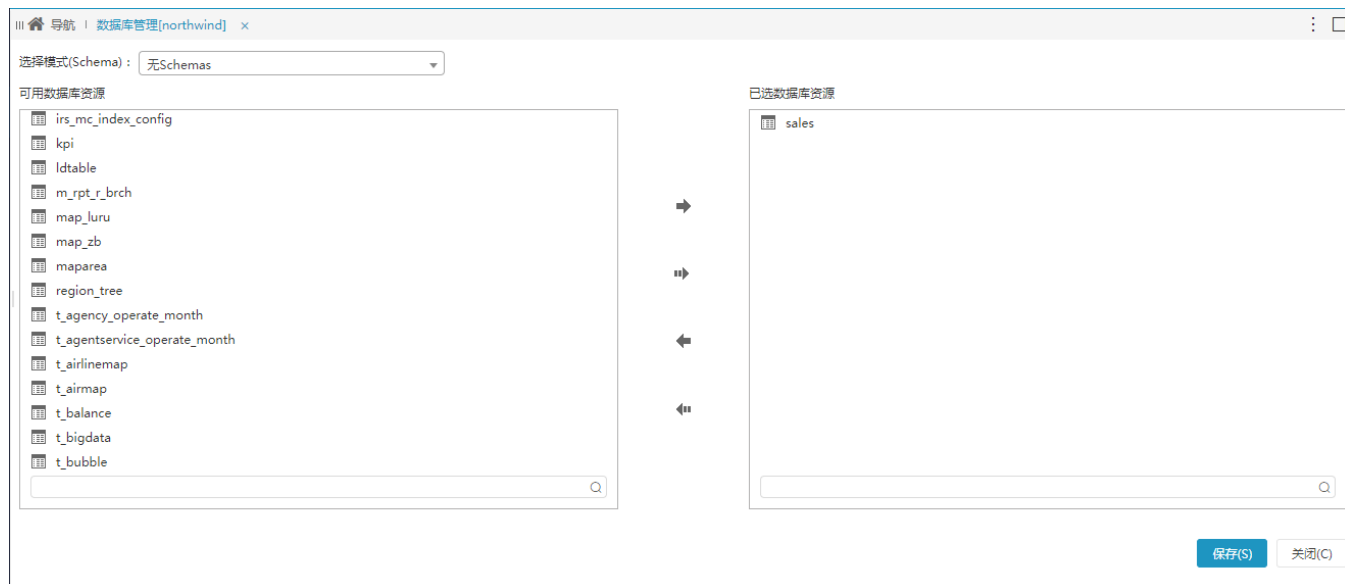 导航 数据库管理[northwind] ×
选择模式(Schema) : 无Schemas
可用数据库资源 已选数据库资源
irs_mc_index_config
sales
kpi
ldtable
m_rpt_r_brch
map_luru
map_zb
maparea
region_tree
t_agency_operate_month
t_agentservice_operate_month
t_airlinemap
t_airmap
t_balance
t_bigdata
t_bubble
保存(S) 关闭(C)